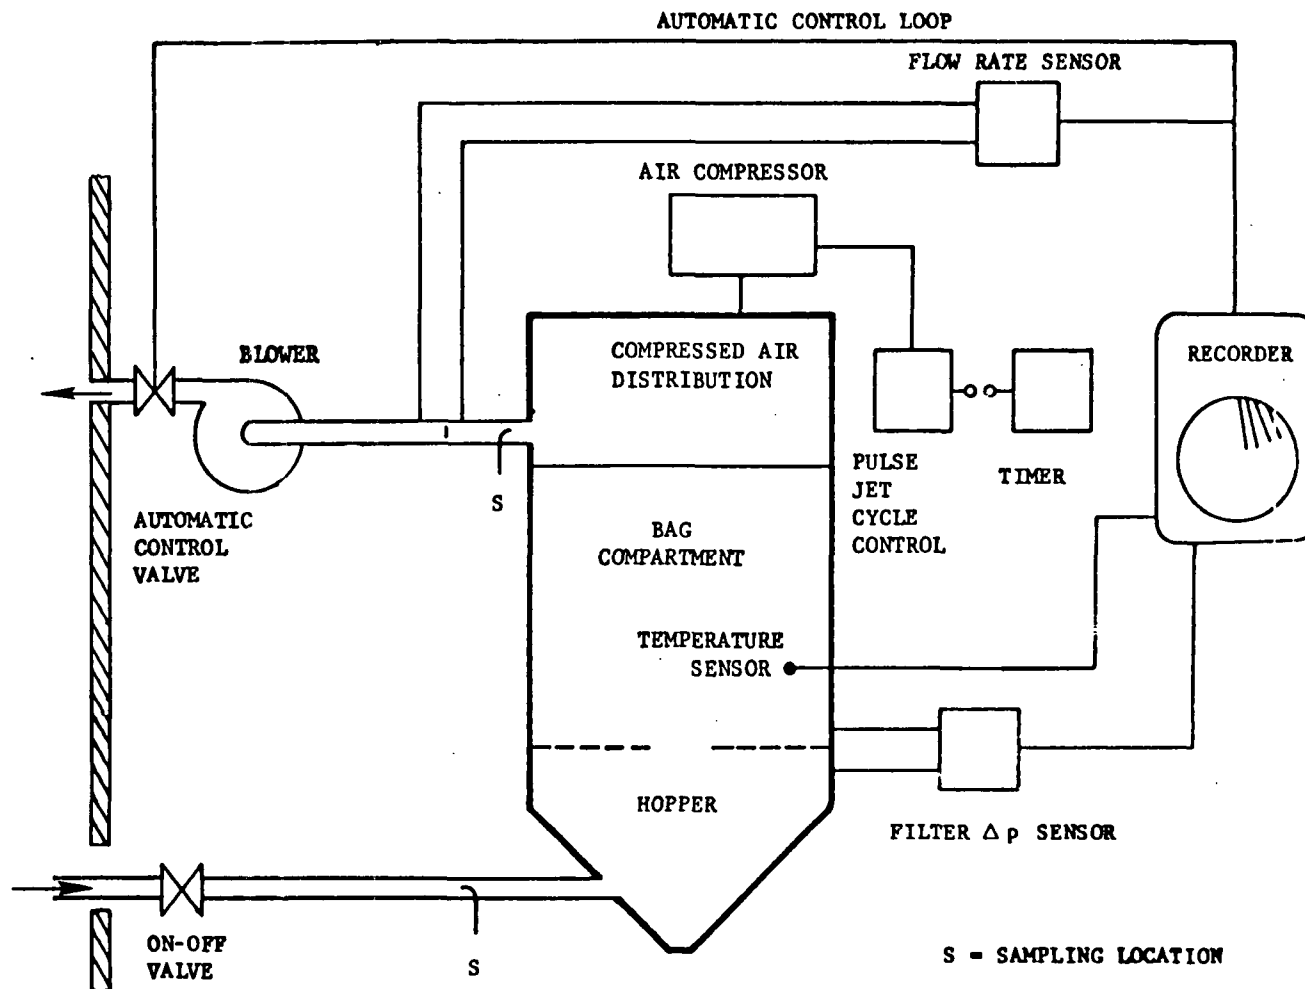 AUTOMATIC CONTROL LOOP
FLOW RATE SENSOR
AIR COMPRESSOR
BLOWER
COMPRESSED AIR
DISTRIBUTION
RECORDER
S
PULSE
JET
CYCLE
CONTROL
TIMER
AUTOMATIC
CONTROL
VALVE
BAG
COMPARTMENT
TEMPERATURE
SENSOR
HOPPER
FILTER Δp SENSOR
ON-OFF
VALVE
S
S = SAMPLING LOCATION